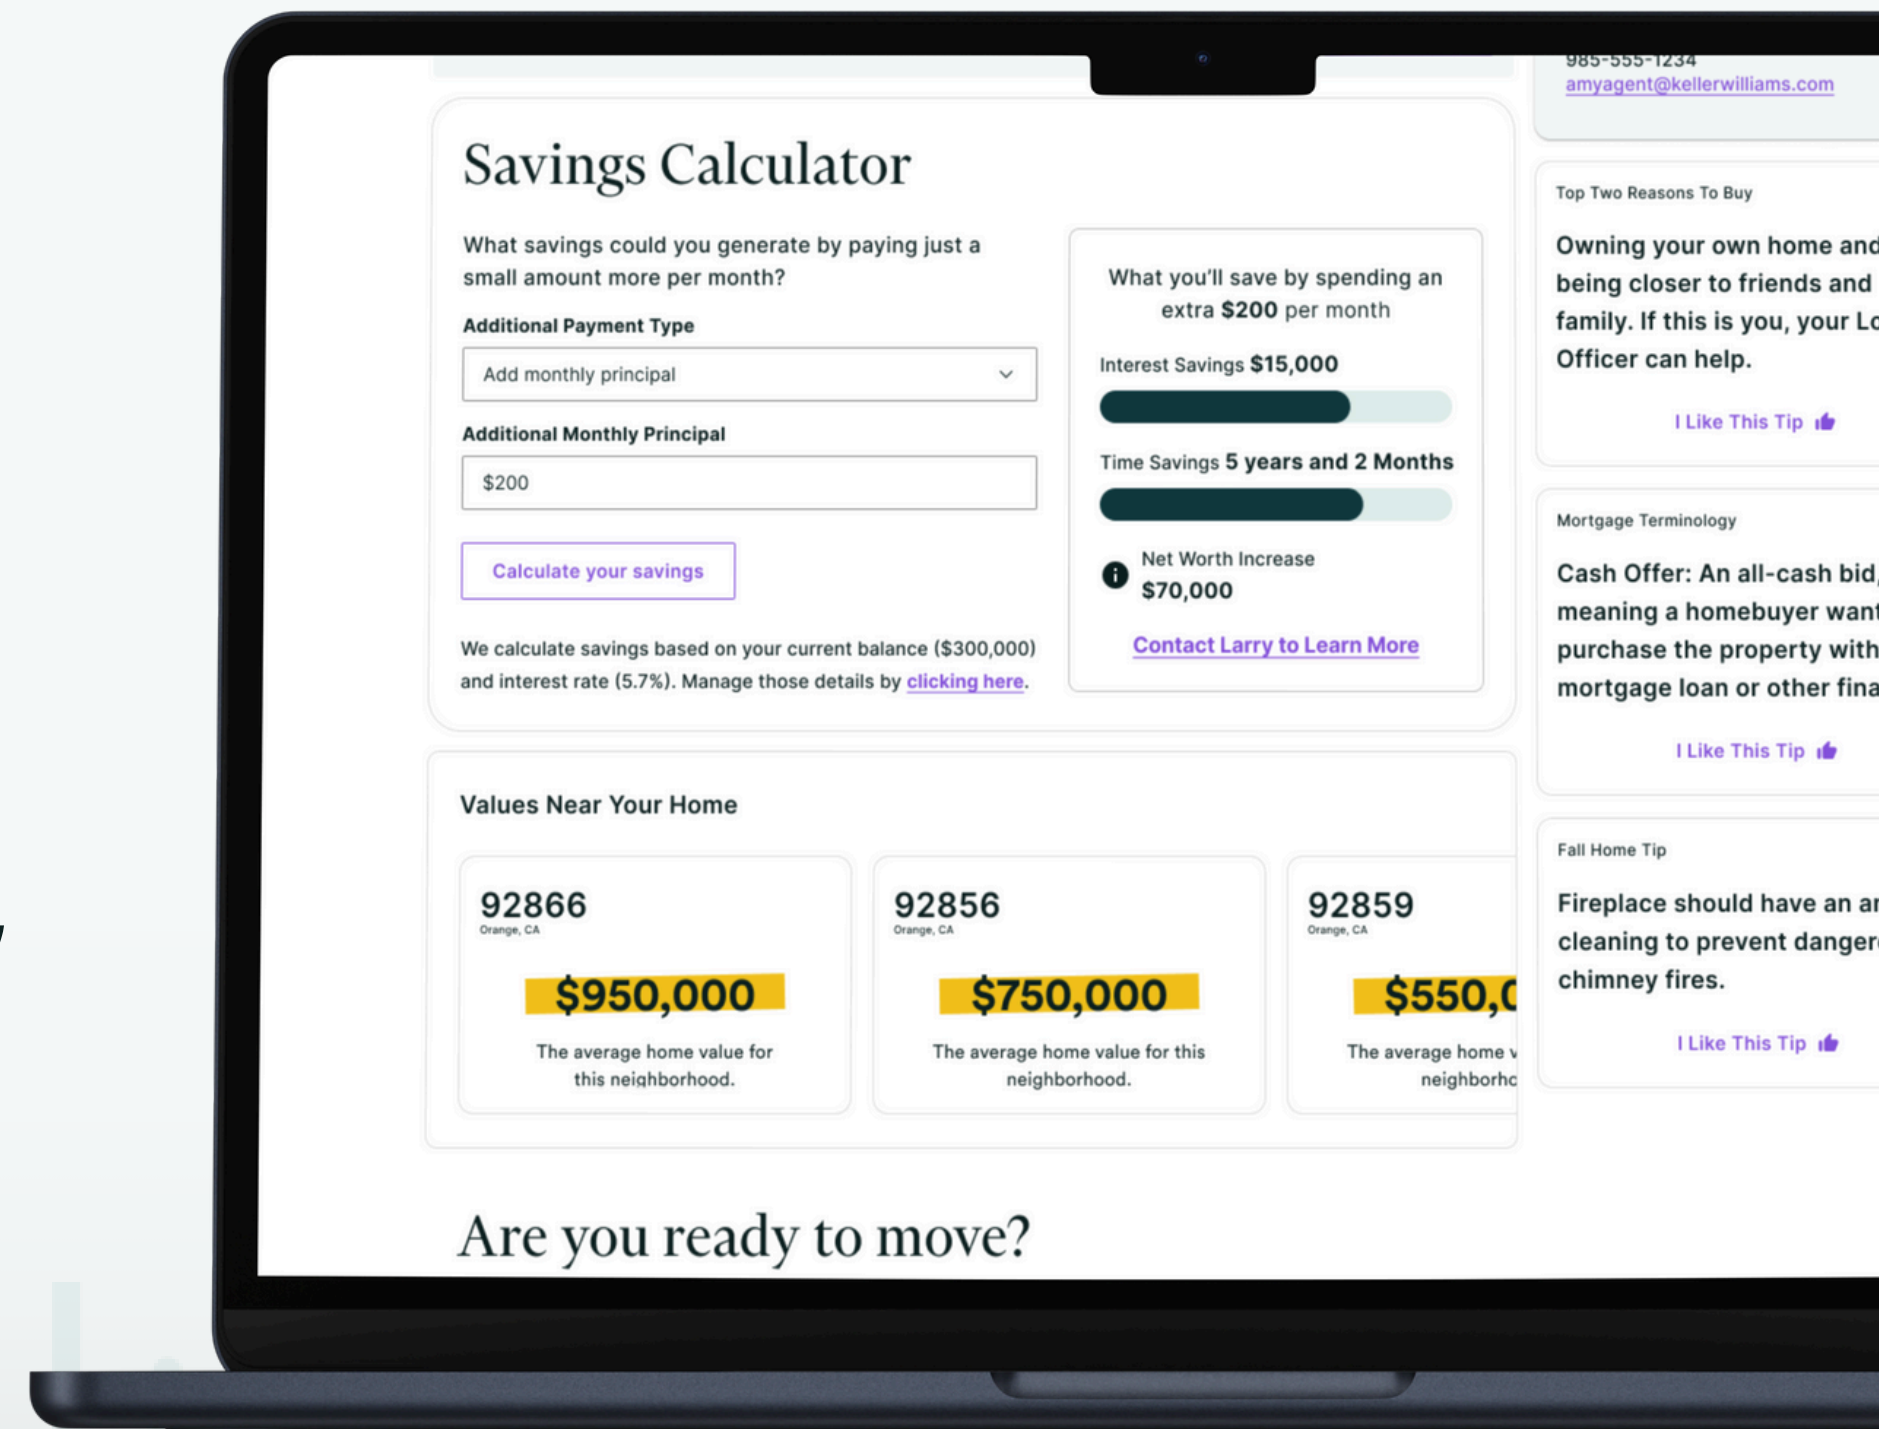 985-555-1234
amyagent@kellerwilliams.com
Savings Calculator
What savings could you generate by paying just a
small amount more per month?
Additional Payment Type
Add monthly principal
Additional Monthly Principal
$200
Calculate your savings
We calculate savings based on your current balance ($300,000)
and interest rate (5.7%). Manage those details by clicking here.
What you'll save by spending an
extra $200 per month
Interest Savings $15,000
Time Savings 5 years and 2 Months
Net Worth Increase
$70,000
Contact Larry to Learn More
Values Near Your Home
92866
Orange, CA
$950,000
The average home value for
this neighborhood.
92856
Orange, CA
$750,000
The average home value for this
neighborhood.
92859
Orange, CA
$550,0
The average home
Are you ready to move?
Top Two Reasons To Buy
Owning your own home and
being closer to friends and
family. If this is you, your
Officer can help.
I Like This Tip
Mortgage Terminology
Cash Offer: An all-cash bid,
meaning a homebuyer
purchase the property with
mortgage loan or other
I Like This Tip
Fall Home Tip
Fireplace should have an
cleaning to prevent
chimney fires.
I Like This Tip